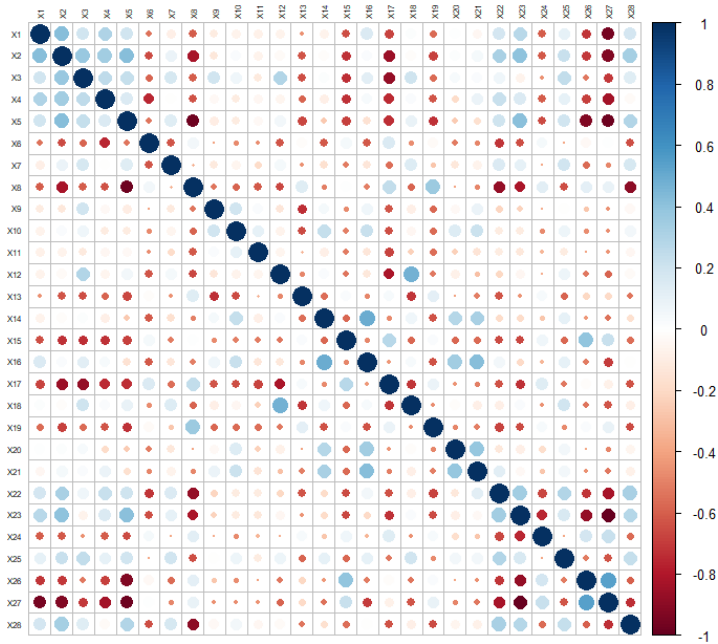 X1 X2 X3 X4 X5 X6 X7 X8 X9 X10 X11 X12 X13 X14 X15 X16 X17 X18 X19 X20 X21 X22 X23 X24 X25 X26 X27 X28
X1
X2
X3
X4
X5
X6
X7
X8
X9
X10
X11
X12
X13
X14
X15
X16
X17
X18
X19
X20
X21
X22
X23
X24
X25
X26
X27
X28
1
0.8
0.6
0.4
0.2
0
-0.2
-0.4
-0.6
-0.8
-1